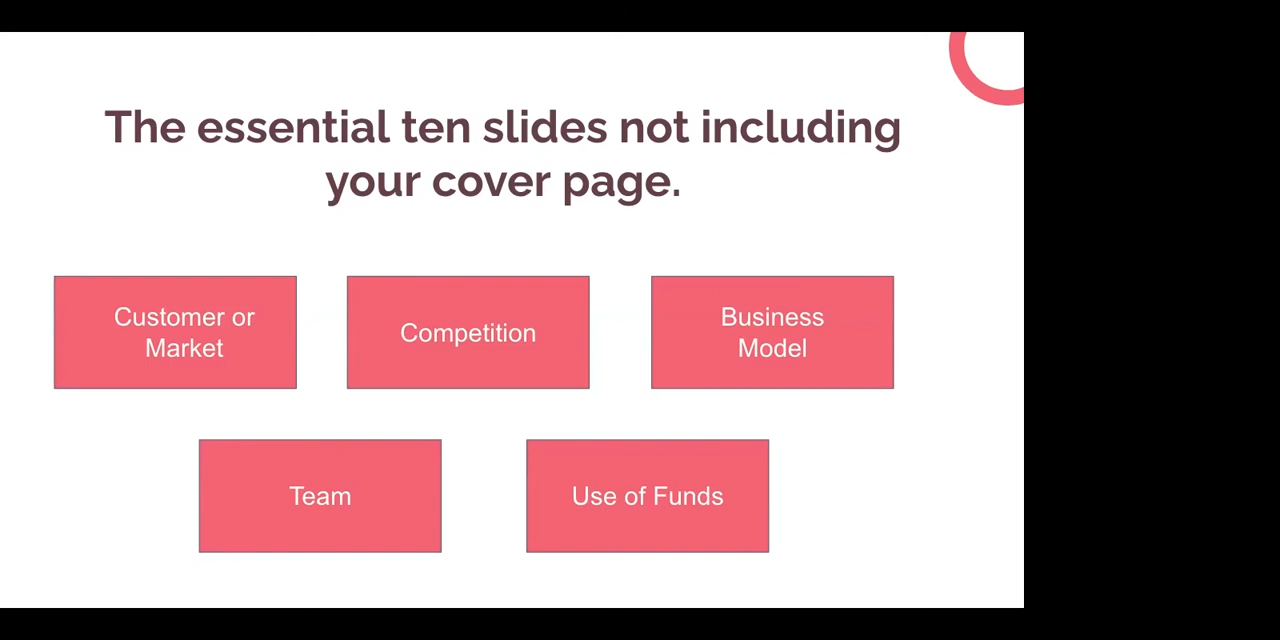 The essential ten slides not including
your cover page.
Customer or
Market
Competition
Business
Model
Team
Use of Funds